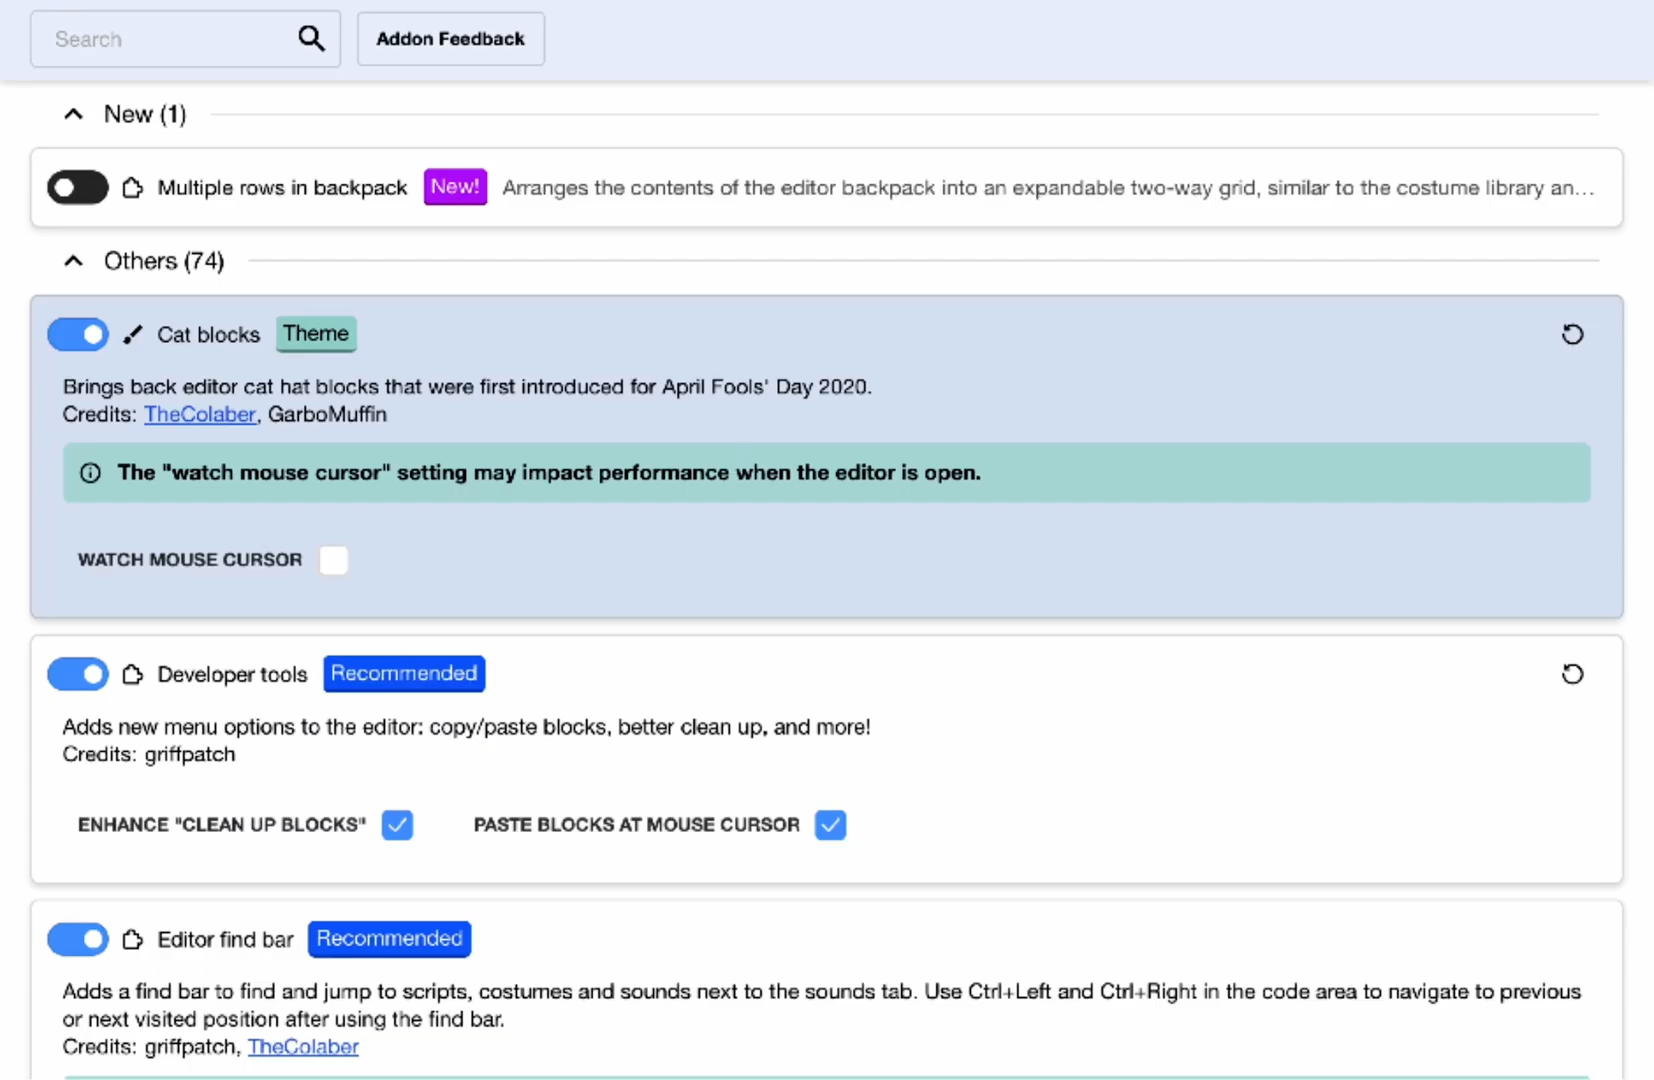 Search
Addon Feedback
New (1)
Multiple rows in backpack New! Arranges the contents of the editor backpack into an expandable two-way grid, similar to the costume library an...
Others (74)
Cat blocks Theme
Brings back editor cat hat blocks that were first introduced for April Fools' Day 2020.
Credits: TheColaber, GarboMuffin
The "watch mouse cursor" setting may impact performance when the editor is open.
WATCH MOUSE CURSOR
Developer tools Recommended
Adds new menu options to the editor: copy/paste blocks, better clean up, and more!
Credits: griffpatch
ENHANCE "CLEAN UP BLOCKS" PASTE BLOCKS AT MOUSE CURSOR
Editor find bar Recommended
Adds a find bar to find and jump to scripts, costumes and sounds next to the sounds tab. Use Ctrl+Left and Ctrl+Right in the code area to navigate to previous
or next visited position after using the find bar.
Credits: griffpatch, TheColaber